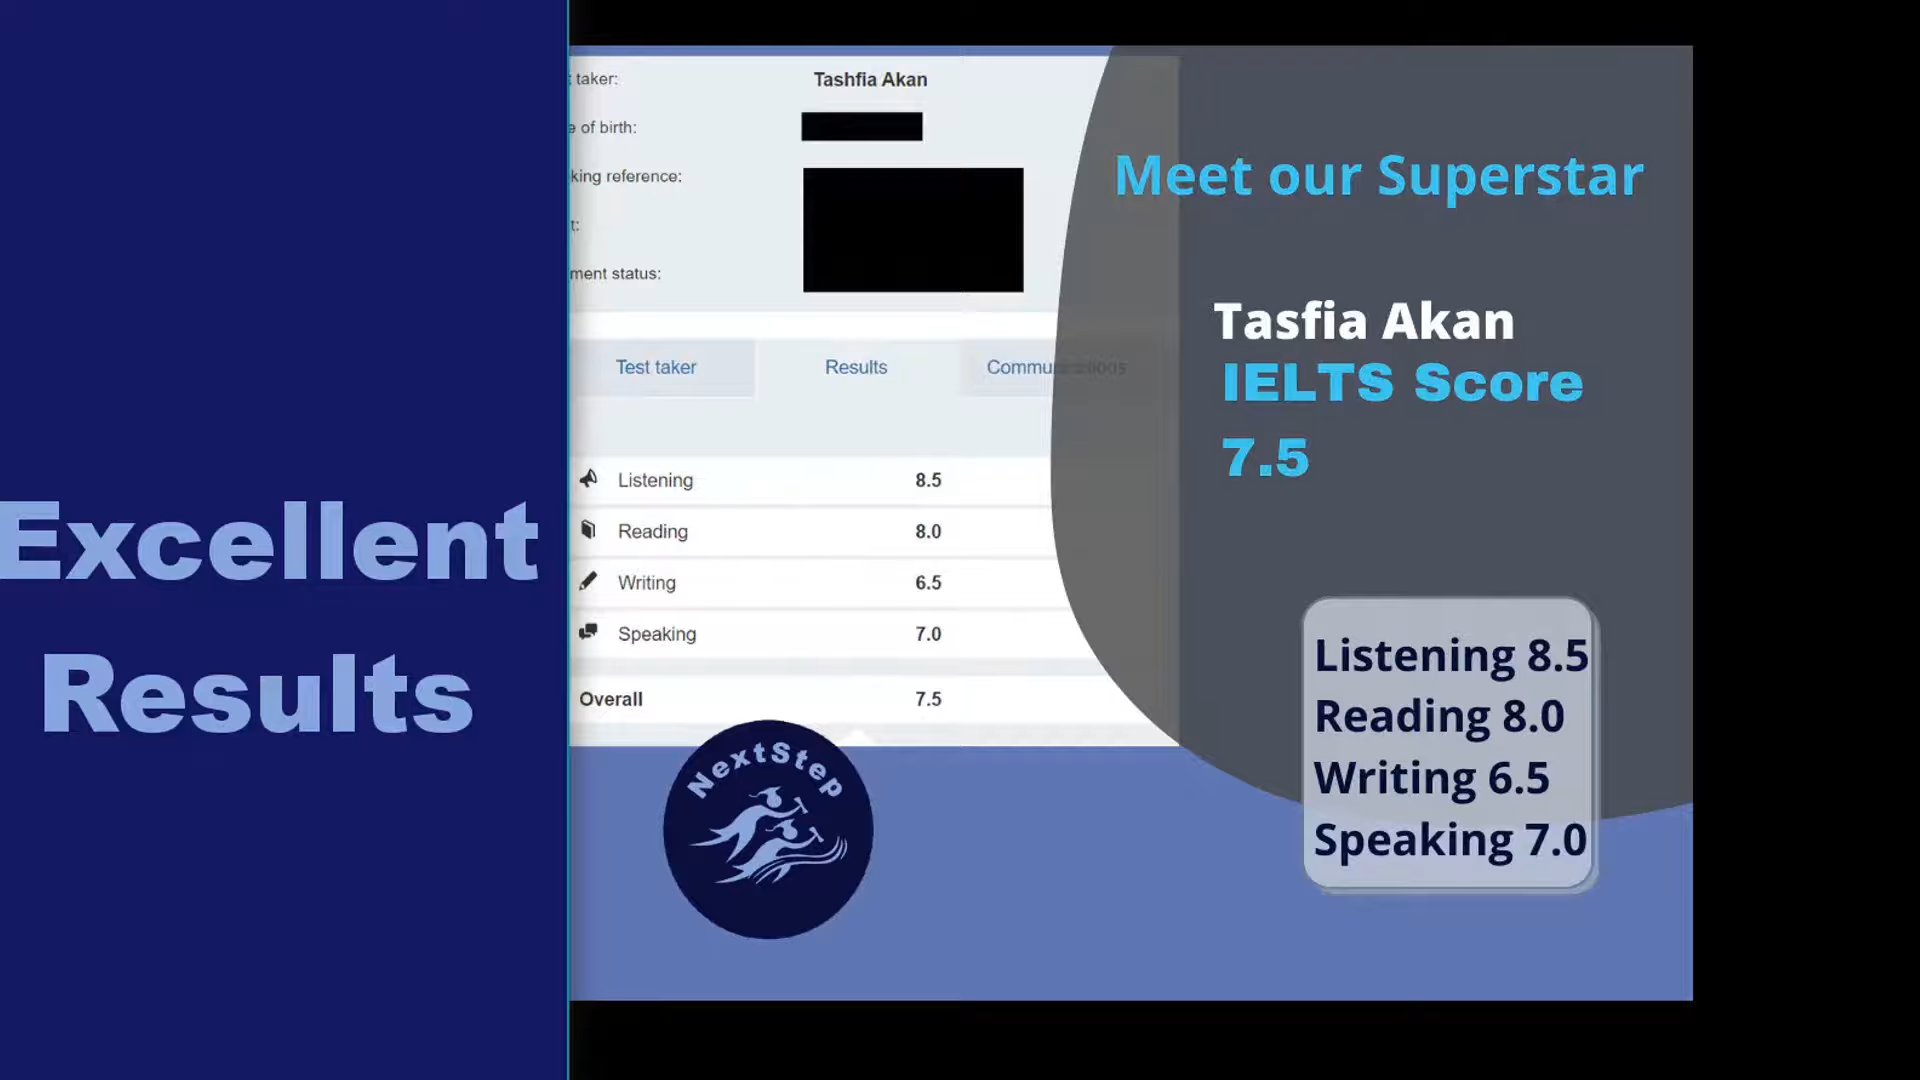 Excellent
Results
taker: Tashfia Akan
e of birth:
king reference:
t:
ment status:
Test taker Results Communications
Listening 8.5
Reading 8.0
Writing 6.5
Speaking 7.0
Overall 7.5
NextStep
Meet our Superstar
Tasfia Akan
IELTS Score
7.5
Listening 8.5
Reading 8.0
Writing 6.5
Speaking 7.0